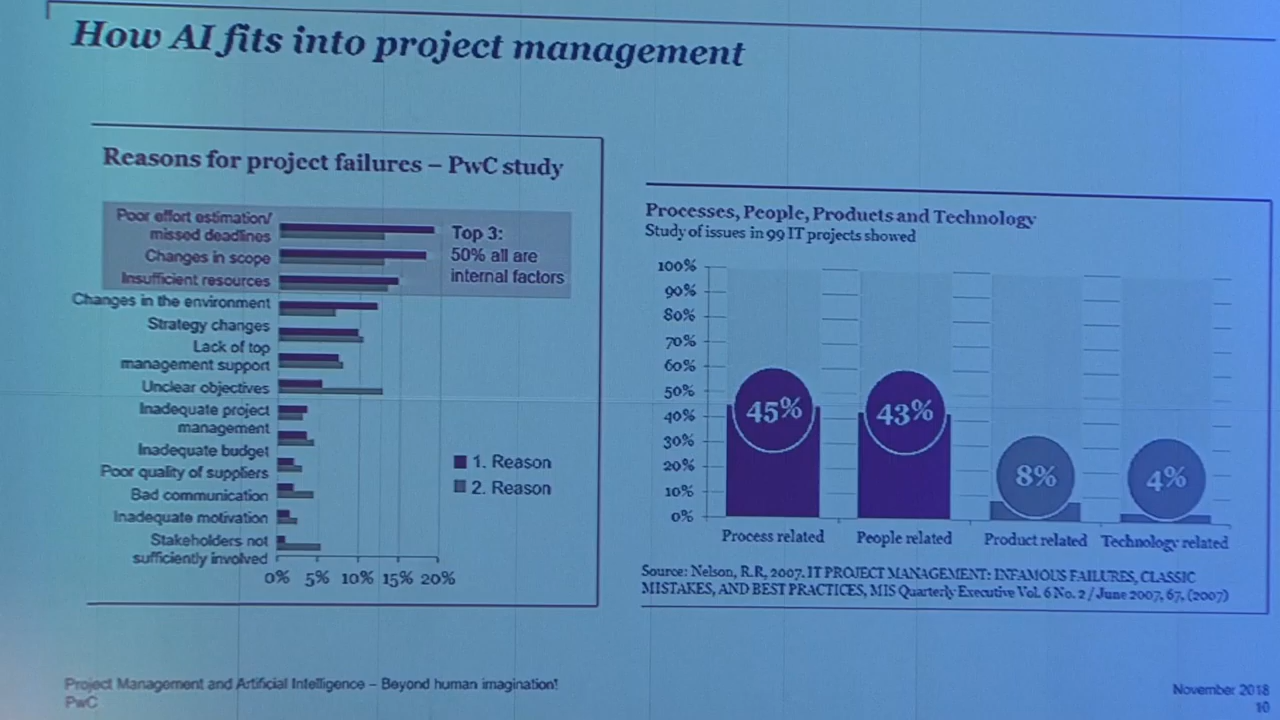 How AI fits into project management
Reasons for project failures – PwC study
Poor effort estimation/
missed deadlines
Changes in scope
Insufficient resources
Top 3:
50% all are
internal factors
Changes in the environment
Strategy changes
Lack of top
management support
Unclear objectives
Inadequate project
management
Inadequate budget
Poor quality of suppliers
Bad communication
Inadequate motivation
Stakeholders not
sufficiently involved
1. Reason
2. Reason
0% 5% 10% 15% 20%
Processes, People, Products and Technology
Study of issues in 99 IT projects showed
100%
90%
80%
70%
60%
50%
40%
30%
20%
10%
0%
45%
43%
8%
4%
Process related
People related
Product related
Technology related
Source: Nelson, R.R, 2007. IT PROJECT MANAGEMENT: INFAMOUS FAILURES, CLASSIC
MISTAKES, AND BEST PRACTICES, MIS Quarterly Executive Vol. 6 No. 2 / June 2007, 67, (2007)
Project Management and Artificial Intelligence – Beyond human imagination!
PwC
November 2018
10